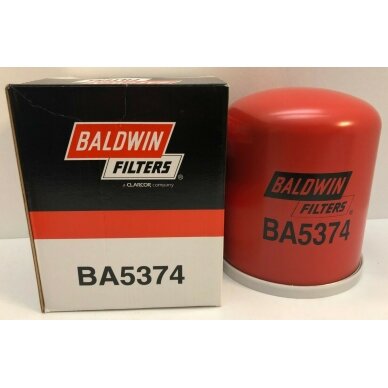 BALDWIN
FILTERS®
a CLARCOR company
BA5374
BALDWIN
FILTERS®
BA5374